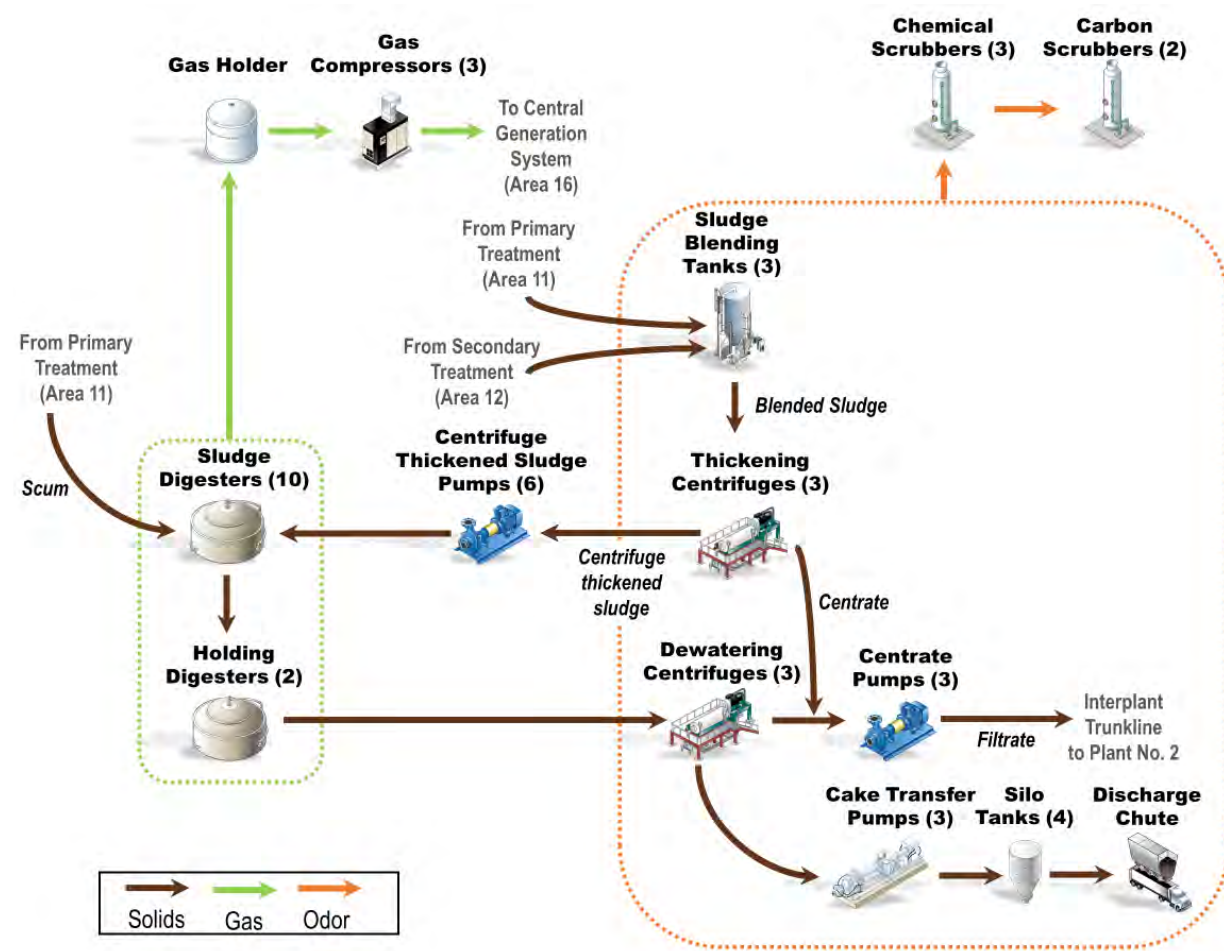 Gas Holder
Gas
Compressors (3)
To Central
Generation
System
(Area 16)
Chemical
Scrubbers (3)
Carbon
Scrubbers (2)
From Primary
Treatment
(Area 11)
Sludge
Blending
Tanks (3)
From Secondary
Treatment
(Area 12)
Blended Sludge
From Primary
Treatment
(Area 11)
Scum
Sludge
Digesters (10)
Centrifuge
Thickened Sludge
Pumps (6)
Thickening
Centrifuges (3)
Centrifuge
thickened
sludge
Centrate
Holding
Digesters (2)
Dewatering
Centrifuges (3)
Centrate
Pumps (3)
Filtrate
Interplant
Trunkline
to Plant No. 2
Cake Transfer
Pumps (3)
Silo
Tanks (4)
Discharge
Chute
Solids
Gas
Odor